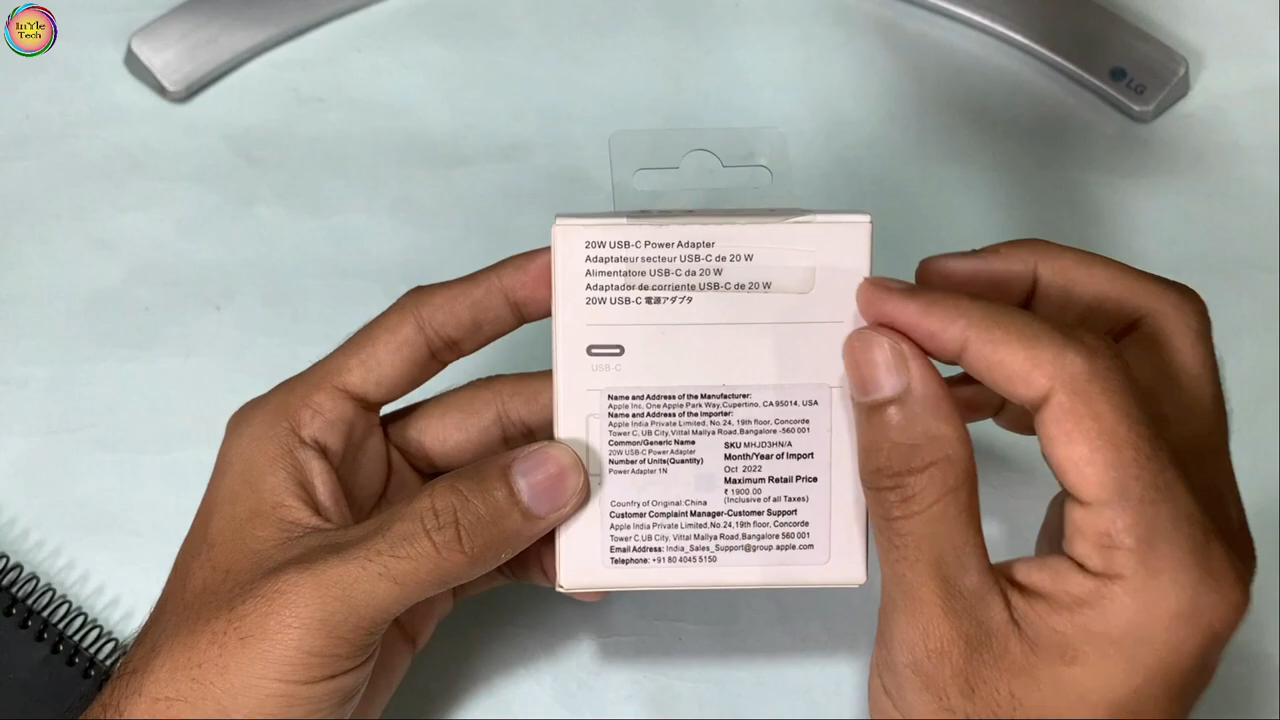 In'Yle
Tech
LG
20W USB-C Power Adapter
Adaptateur secteur USB-C de 20 W
Alimentatore USB-C da 20 W
Adaptador de corriente USB-C de 20 W
20W USB-C 電源アダプタ
USB-C
Name and Address of the Manufacturer:
Apple Inc, One Apple Park Way,Cupertino, CA 95014, USA
Name and Address of the Importer:
Apple India Private Limited, No.24, 19th floor, Concorde
Tower C, UB City,Vittal Mallya Road,Bangalore -560 001
Common/Generic Name
20W USB-C Power Adapter
Number of Units(Quantity)
Power Adapter 1N
SKU MHJD3HN/A
Month/Year of Import
Oct 2022
Maximum Retail Price
₹ 1900.00
(Inclusive of all Taxes)
Counfry of Original:China
Customer Complaint Manager-Customer Support
Apple India Private Limited,No.24,19th floor, Concorde
Tower C,UB City, Vittal Mallya Road,Bangalore 560 001
Email Address: India_Sales_Support@group.apple.com
Telephone: +91 80 4045 5150